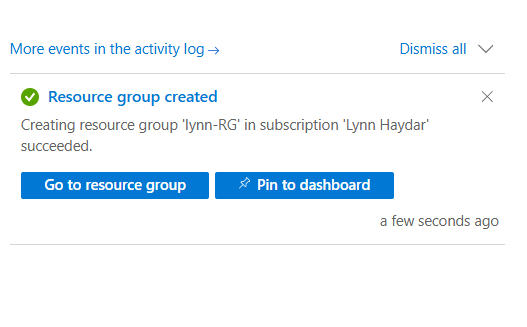 More events in the activity log → Dismiss all
Resource group created
Creating resource group 'lynn-RG' in subscription 'Lynn Haydar'
succeeded.
Go to resource group Pin to dashboard
a few seconds ago